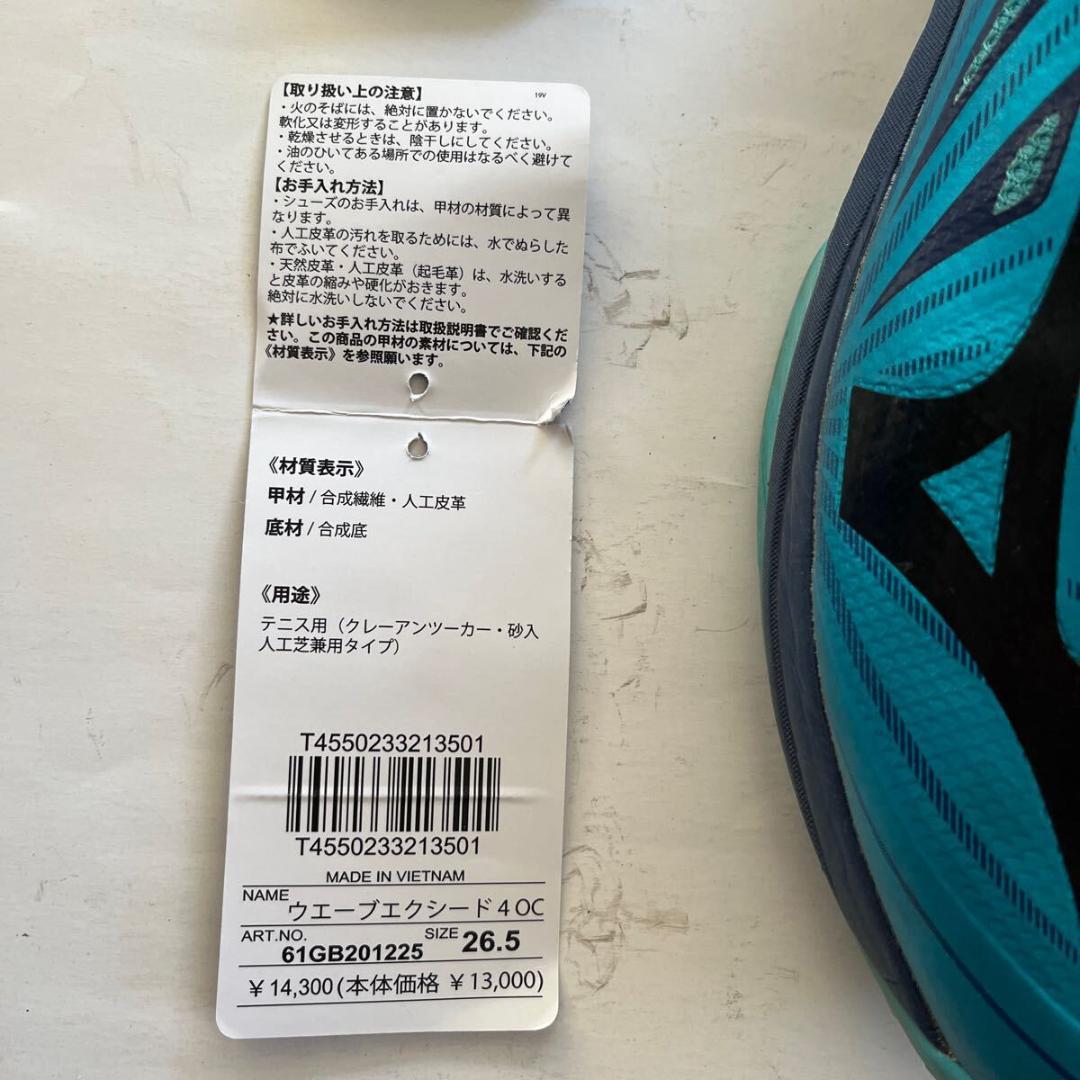 【取り扱い上の注意】
19V
・火のそばには、絶対に置かないでください。
軟化又は変形することがあります。
・乾燥させるときは、陰干しにしてください。
・油のひいてある場所での使用はなるべく避けて
ください。
【お手入れ方法】
・シューズのお手入れは、甲材の材質によって異
なります。
・人工皮革の汚れを取るためには、水でぬらした
布でふいてください。
・天然皮革・人工皮革（起毛革）は、水洗いする
と皮革の縮みや硬化がおきます。
絶対に水洗いしないでください。
★詳しいお手入れ方法は取扱説明書でご確認くだ
さい。この商品の甲材の素材については、下記の
《材質表示》を参照願います。
《材質表示》
甲材 / 合成繊維・人工皮革
底材 / 合成底
《用途》
テニス用（クレーアンツーカー・砂入
人工芝兼用タイプ）
T4550233213501
T4550233213501
MADE IN VIETNAM
NAME ウエーブエクシード４OC
ART.NO. 61GB201225 SIZE 26.5
￥14,300(本体価格 ￥13,000)